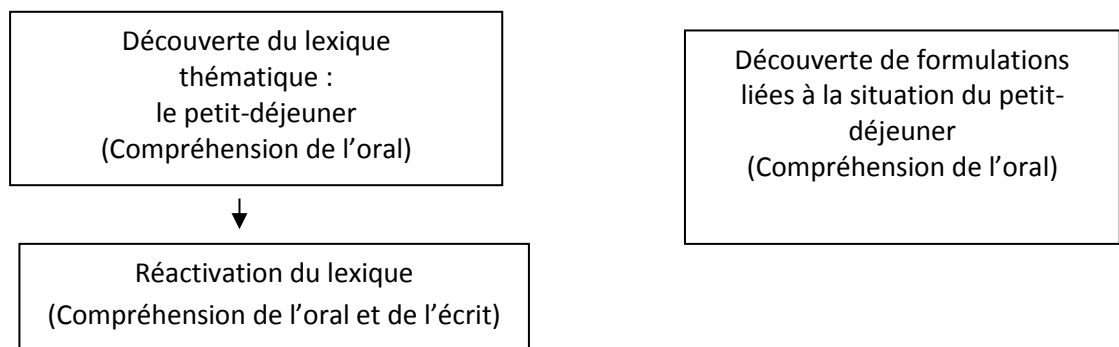 Découverte du lexique
thématique :
le petit-déjeuner
(Compréhension de l’oral)
Découverte de formulations
liées à la situation du petit-
déjeuner
(Compréhension de l’oral)
Réactivation du lexique
(Compréhension de l’oral et de l’écrit)